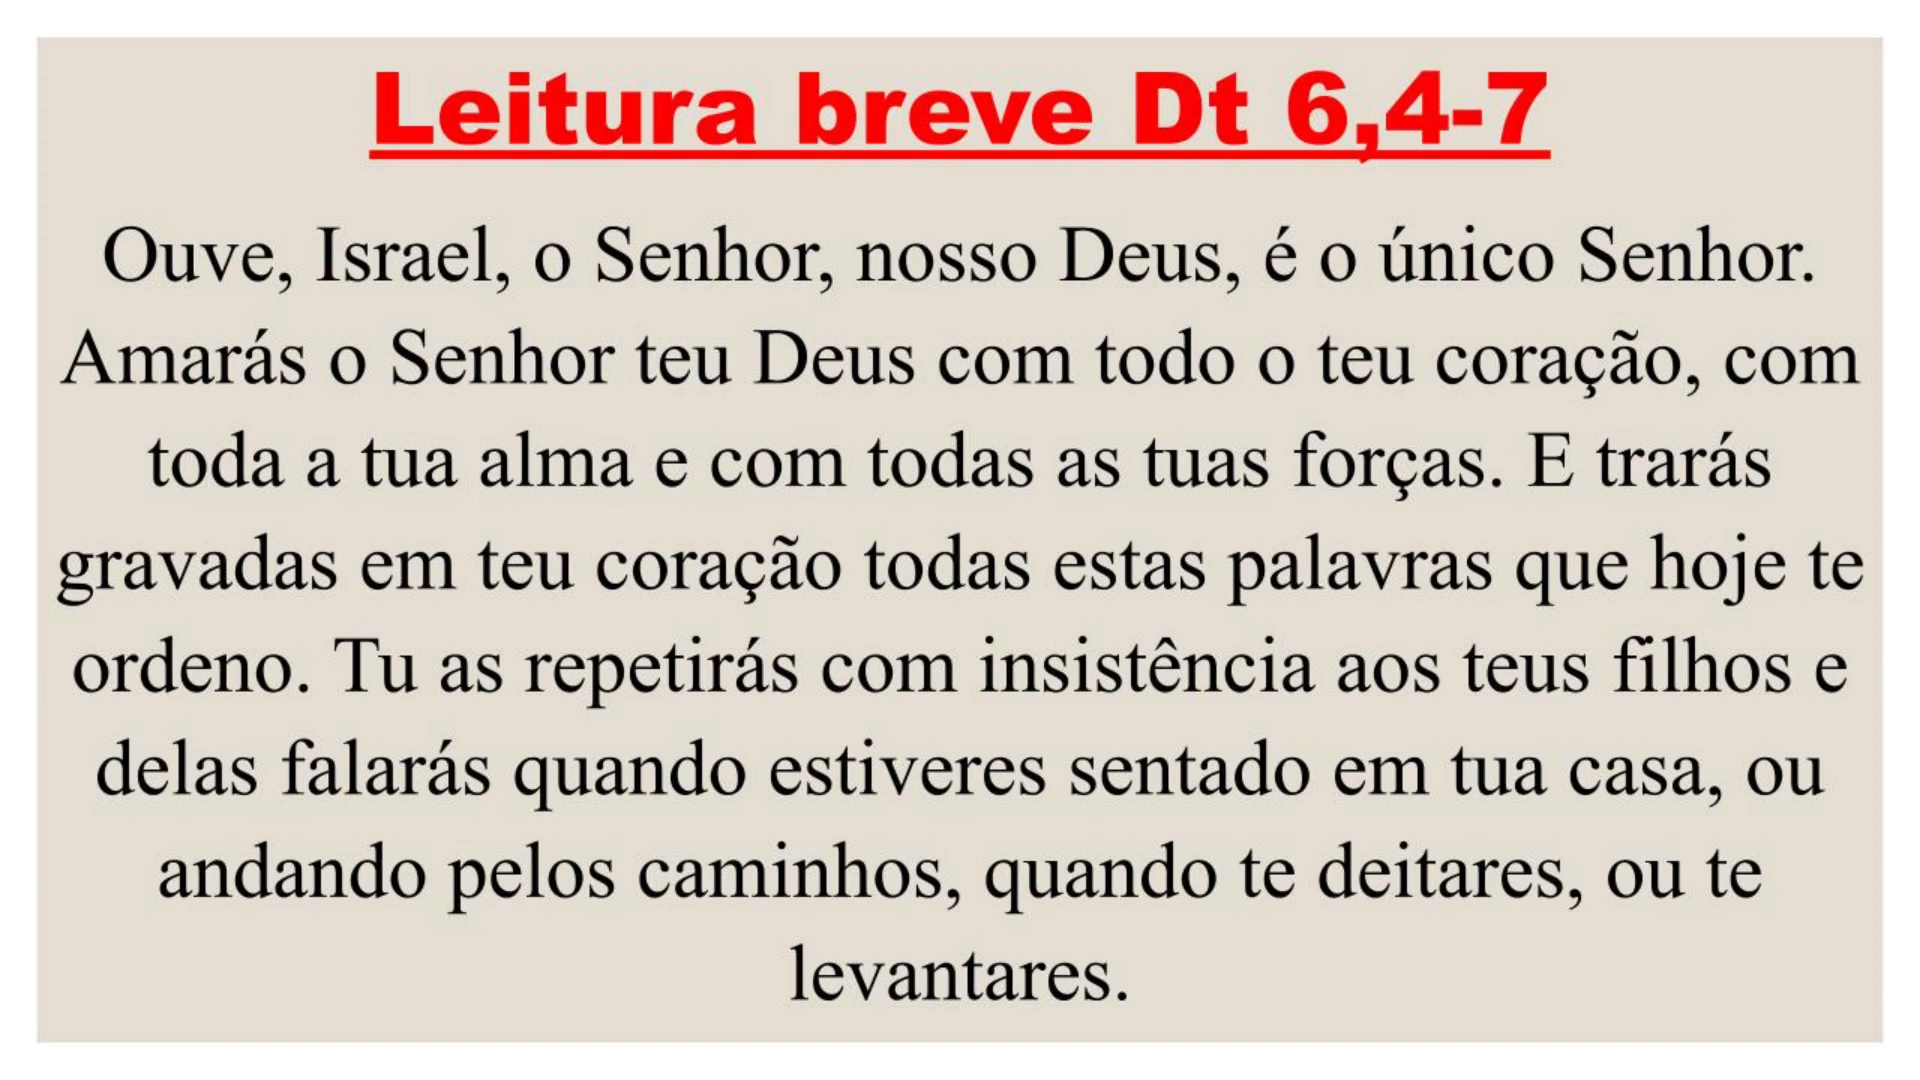 Leitura breve Dt 6,4-7
Ouve, Israel, o Senhor, nosso Deus, é o único Senhor.
Amarás o Senhor teu Deus com todo o teu coração, com
toda a tua alma e com todas as tuas forças. E trarás
gravadas em teu coração todas estas palavras que hoje te
ordeno. Tu as repetirás com insistência aos teus filhos e
delas falarás quando estiveres sentado em tua casa, ou
andando pelos caminhos, quando te deitares, ou te
levantares.